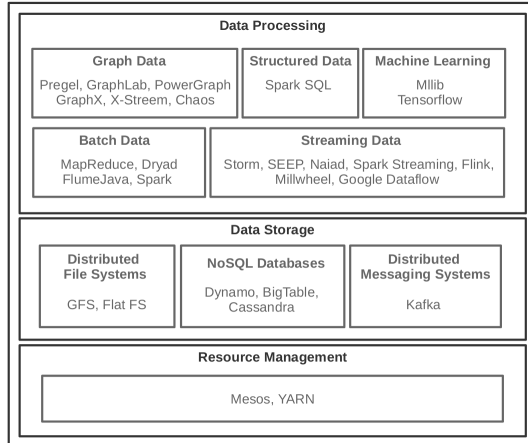 Data Processing
Graph Data
Pregel, GraphLab, PowerGraph
GraphX, X-Streem, Chaos
Structured Data
Spark SQL
Machine Learning
Mllib
Tensorflow
Batch Data
MapReduce, Dryad
FlumeJava, Spark
Streaming Data
Storm, SEEP, Naiad, Spark Streaming, Flink,
Millwheel, Google Dataflow
Data Storage
Distributed
File Systems
GFS, Flat FS
NoSQL Databases
Dynamo, BigTable,
Cassandra
Distributed
Messaging Systems
Kafka
Resource Management
Mesos, YARN